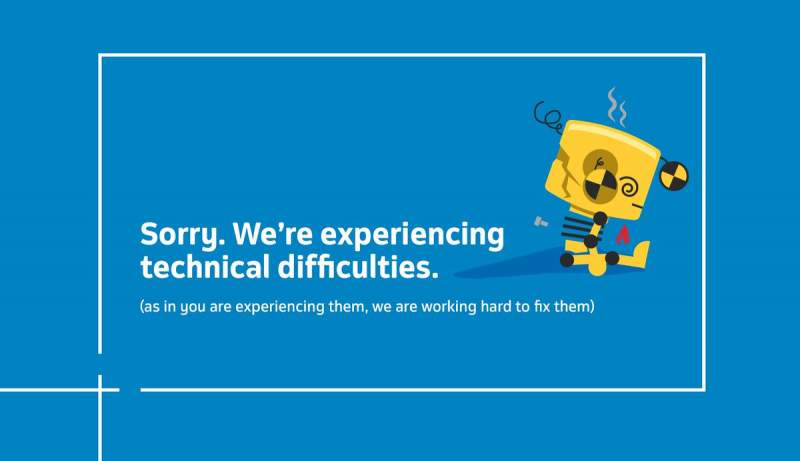 Sorry. We're experiencing
technical difficulties.
(as in you are experiencing them, we are working hard to fix them)